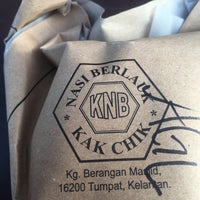 NASI BERLAUK
KNB
KAK CHIK
Kg. Berangan Masjid,
16200 Tumpat, Kelantan.